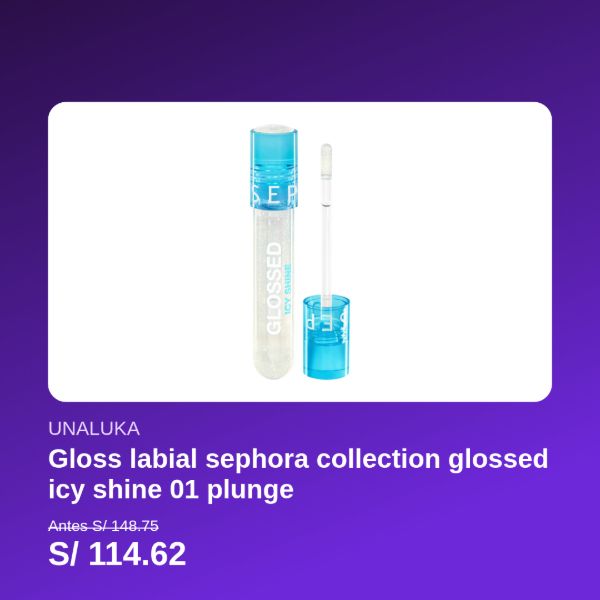 SEP
GLOSSED
ICY SHINE
UNALUKA
Gloss labial sephora collection glossed
icy shine 01 plunge
Antes S/ 148.75
S/ 114.62